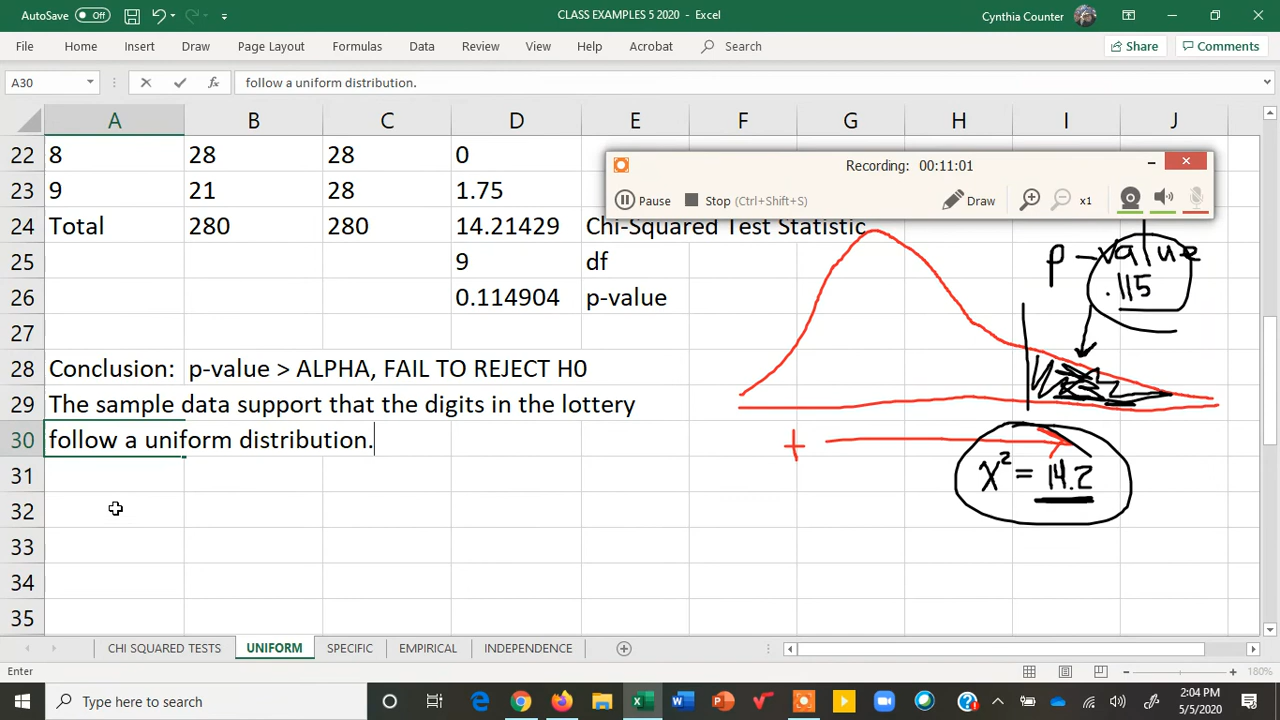 AutoSave Off
CLASS EXAMPLES 5 2020 - Excel
Cynthia Counter
File Home Insert Draw Page Layout Formulas Data Review View Help Acrobat Search Share Comments
A30 fx follow a uniform distribution.
A B C D E F G H I J
22 8 28 28 0
23 9 21 28 1.75
24 Total 280 280 14.21429 Chi-Squared Test Statistic
25 9 df
26 0.114904 p-value
27
28 Conclusion: p-value > ALPHA, FAIL TO REJECT H0
29 The sample data support that the digits in the lottery
30 follow a uniform distribution.
31
32
33
34
35
Recording: 00:11:01
Pause Stop (Ctrl+Shift+S) Draw x1
p-value
.115
+
X² = 14.2
CHI SQUARED TESTS UNIFORM SPECIFIC EMPIRICAL INDEPENDENCE
Enter 180%
Type here to search
2:04 PM
5/5/2020